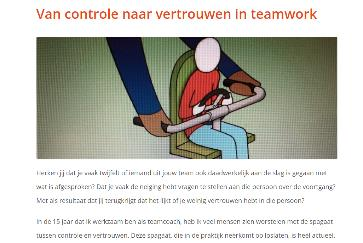 Van controle naar vertrouwen in teamwork
Herken jij dat je vaak twijfelt of iemand uit jouw team ook daadwerkelijk aan de slag is gegaan met
wat is afgesproken? Dat je vaak de neiging hebt vragen te stellen aan die persoon over de voortgang?
Met als resultaat dat jij terugkrijgt dat het lijkt of je weinig vertrouwen hebt in die persoon?
In de 15 jaar dat ik werkzaam ben als teamcoach, heb ik veel mensen zien worstelen met de spagaat
tussen controle en vertrouwen. Deze spagaat, die in de praktijk neerkomt op loslaten, is heel actueel.